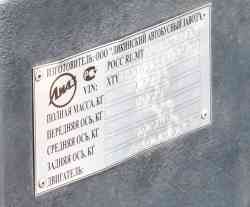 ИЗГОТОВИТЕЛЬ: ООО "ЛИКИНСКИЙ АВТОБУСНЫЙ ЗАВОД"
ЛиАЗ РОСС RU.МТ
VIN: XTY
ПОЛНАЯ МАССА, КГ
ПЕРЕДНЯЯ ОСЬ, КГ
СРЕДНЯЯ ОСЬ, КГ
ЗАДНЯЯ ОСЬ, КГ
ДВИГАТЕЛЬ: